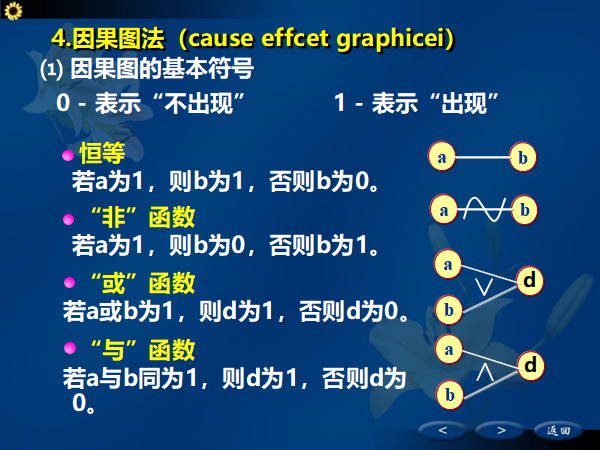 4.因果图法（cause effcet graphicei）
⑴ 因果图的基本符号
0 - 表示“不出现” 1 - 表示“出现”
恒等
a b
若a为1，则b为1，否则b为0。
“非”函数
a b
若a为1，则b为0，否则b为1。
“或”函数
a
b
d
∨
若a或b为1，则d为1，否则d为0。
“与”函数
a
b
d
∧
若a与b同为1，则d为1，否则d为
0。
< > 返回